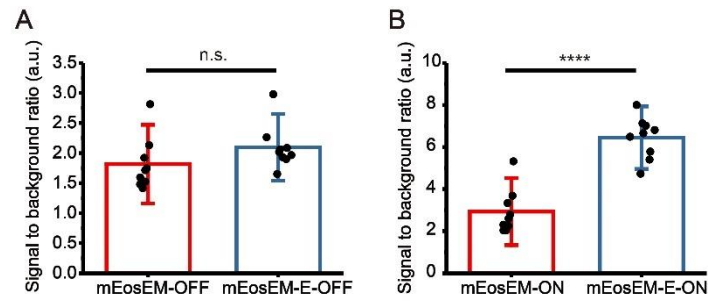 A
Signal to background ratio (a.u.)
3.5
3.0
2.5
2.0
1.5
1.0
0.5
0.0
n.s.
mEosEM-OFF
mEosEM-E-OFF
B
Signal to background ratio (a.u.)
10
8
6
4
2
0
****
mEosEM-ON
mEosEM-E-ON